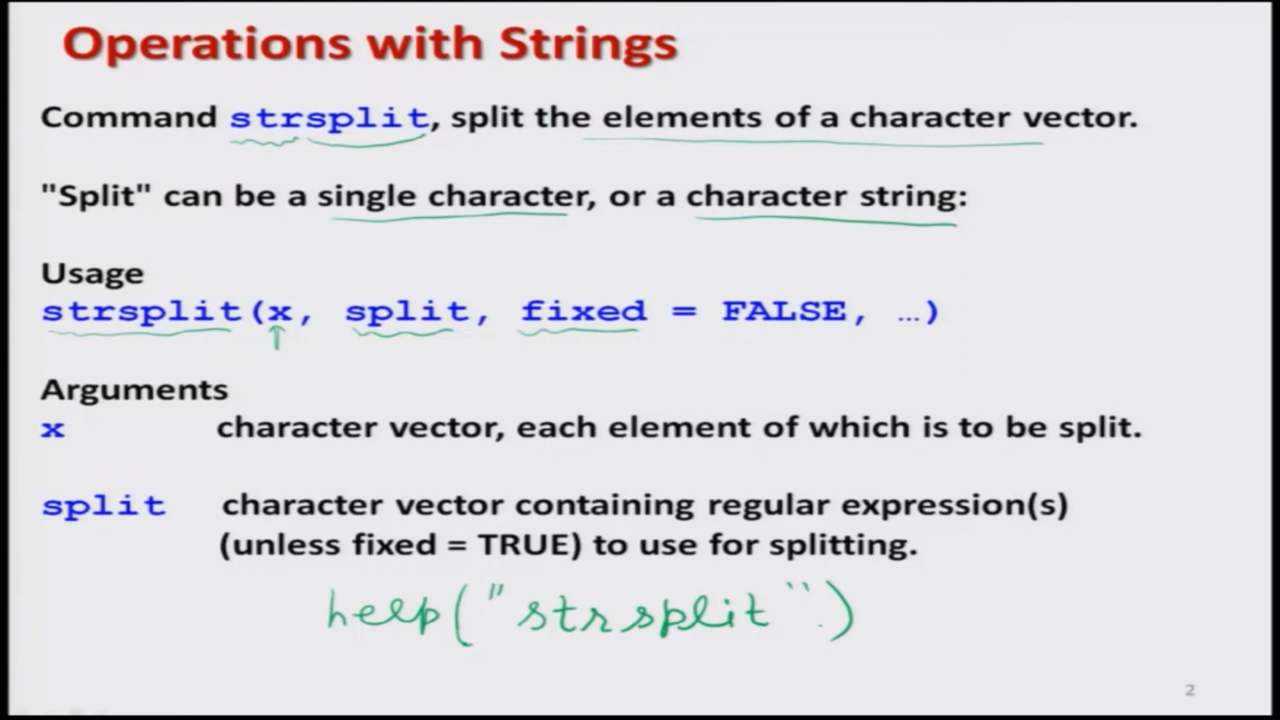 Operations with Strings
Command strsplit, split the elements of a character vector.
"Split" can be a single character, or a character string:
Usage
strsplit(x, split, fixed = FALSE, …)
Arguments
x character vector, each element of which is to be split.
split character vector containing regular expression(s)
(unless fixed = TRUE) to use for splitting.
help("strsplit")
2